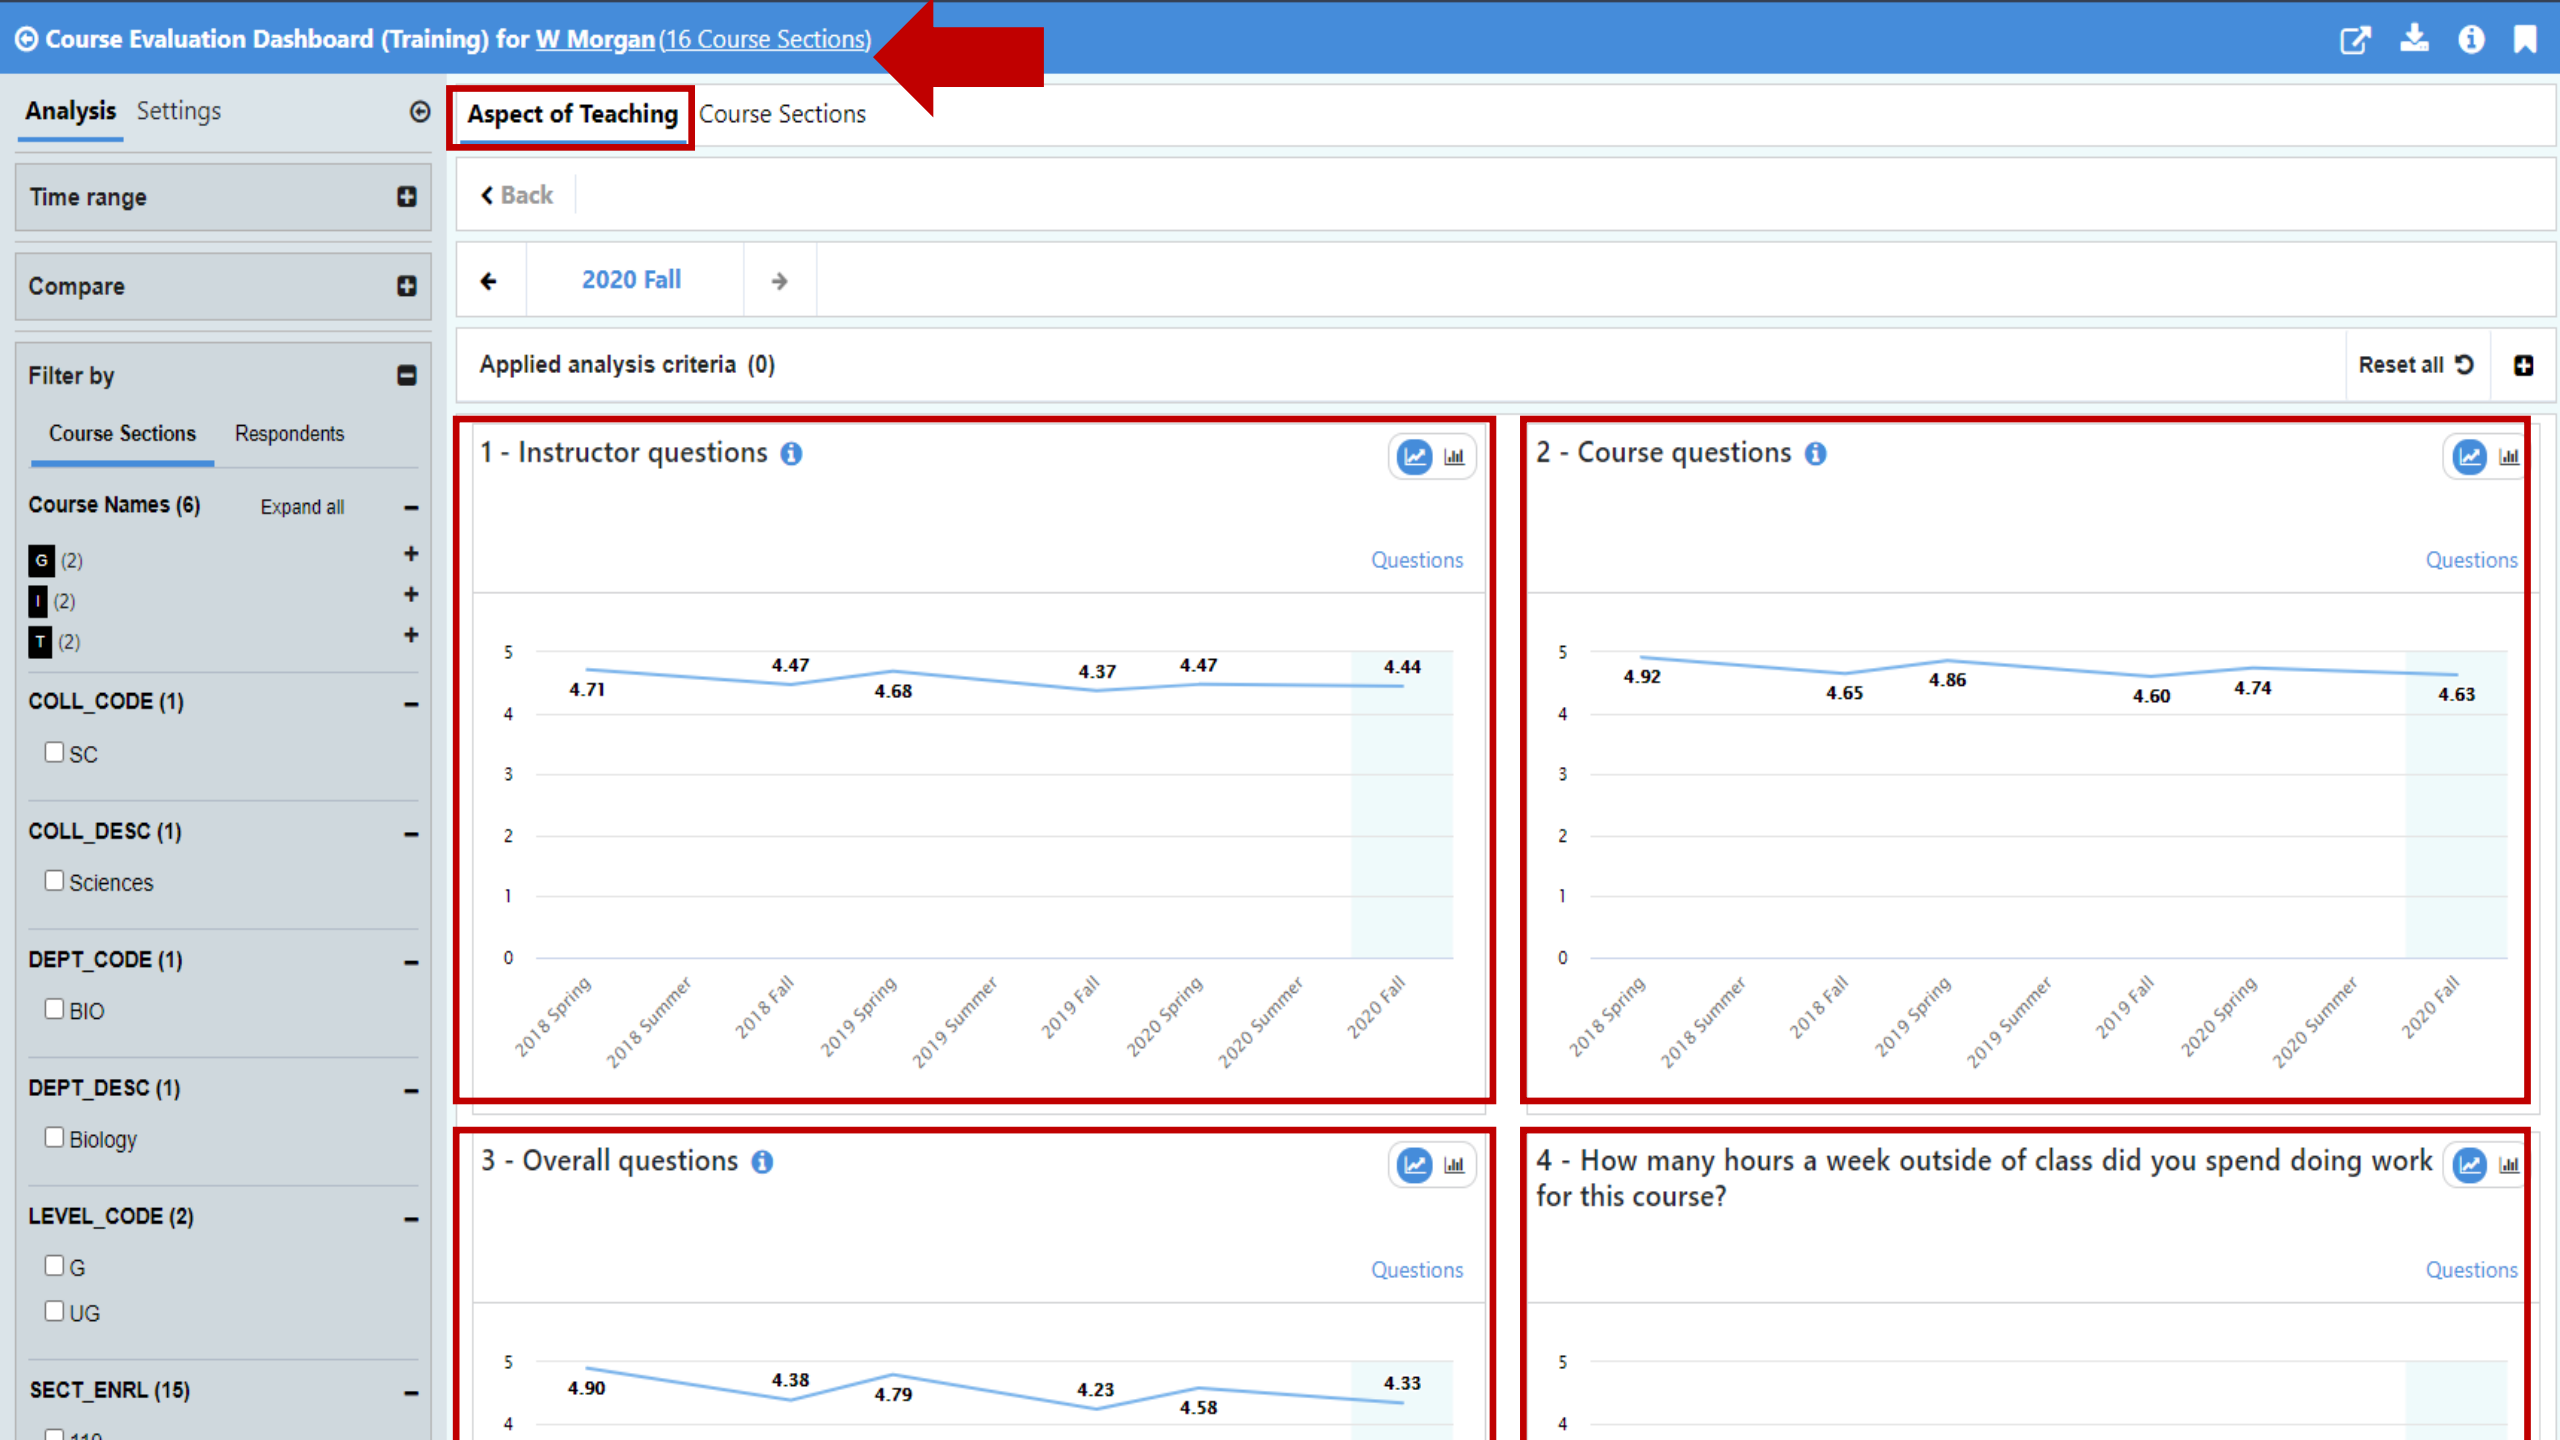 Course Evaluation Dashboard (Training) for W Morgan (16 Course Sections)
Analysis Settings
Time range
Compare
Filter by
Course Sections Respondents
Course Names (6) Expand all
G (2)
I (2)
T (2)
COLL_CODE (1)
SC
COLL_DESC (1)
Sciences
DEPT_CODE (1)
BIO
DEPT_DESC (1)
Biology
LEVEL_CODE (2)
G
UG
SECT_ENRL (15)
Aspect of Teaching Course Sections
Back
2020 Fall
Applied analysis criteria (0) Reset all
1 - Instructor questions
Questions
5
4
3
2
1
0
4.71
4.47
4.68
4.37
4.47
4.44
2018 Spring
2018 Summer
2018 Fall
2019 Spring
2019 Summer
2019 Fall
2020 Spring
2020 Summer
2020 Fall
2 - Course questions
Questions
5
4
3
2
1
0
4.92
4.65
4.86
4.60
4.74
4.63
2018 Spring
2018 Summer
2018 Fall
2019 Spring
2019 Summer
2019 Fall
2020 Spring
2020 Summer
2020 Fall
3 - Overall questions
Questions
5
4
4.90
4.38
4.79
4.23
4.58
4.33
4 - How many hours a week outside of class did you spend doing work
for this course?
Questions
5
4